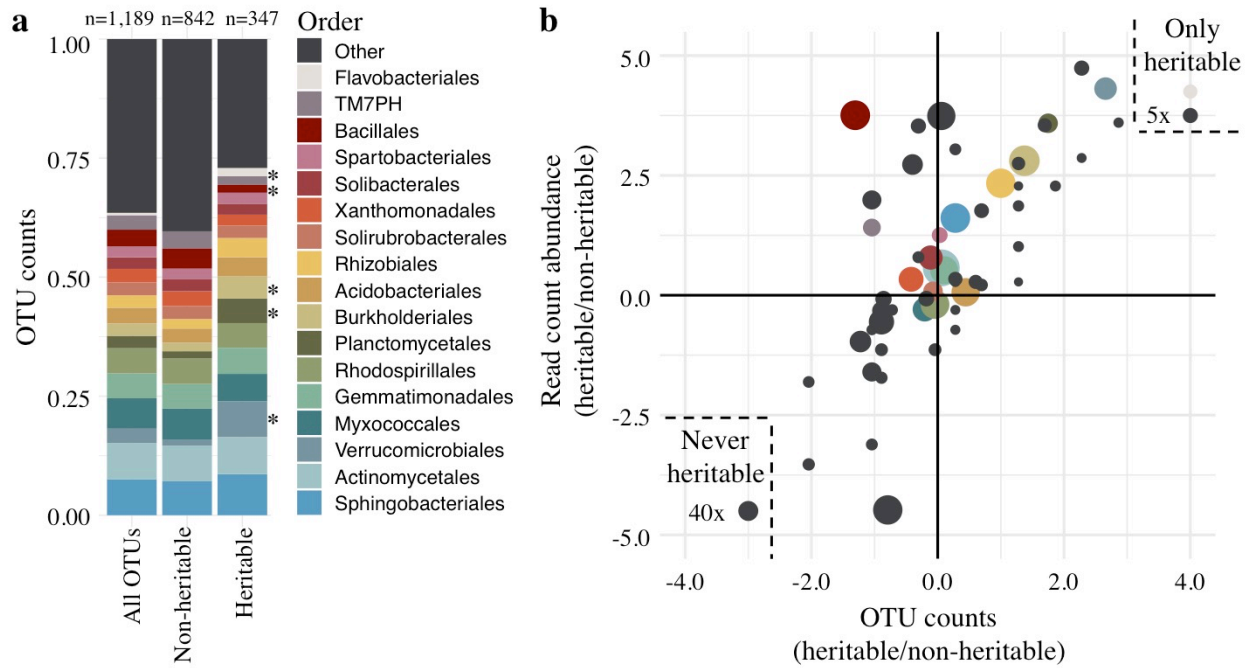 a
n=1,189 n=842 n=347
OTU counts
1.00
0.75
0.50
0.25
0.00
*
*
*
*
*
All OTUs
Non-heritable
Heritable
Order
Other
Flavobacteriales
TM7PH
Bacillales
Spartobacteriales
Solibacterales
Xanthomonadales
Solirubrobacterales
Rhizobiales
Acidobacteriales
Burkholderiales
Planctomycetales
Rhodospirillales
Gemmatimonadales
Myxococcales
Verrucomicrobiales
Actinomycetales
Sphingobacteriales
b
Read count abundance
(heritable/non-heritable)
5.0
2.5
0.0
-2.5
-5.0
Only
heritable
5x
Never
heritable
40x
-4.0 -2.0 0.0 2.0 4.0
OTU counts
(heritable/non-heritable)